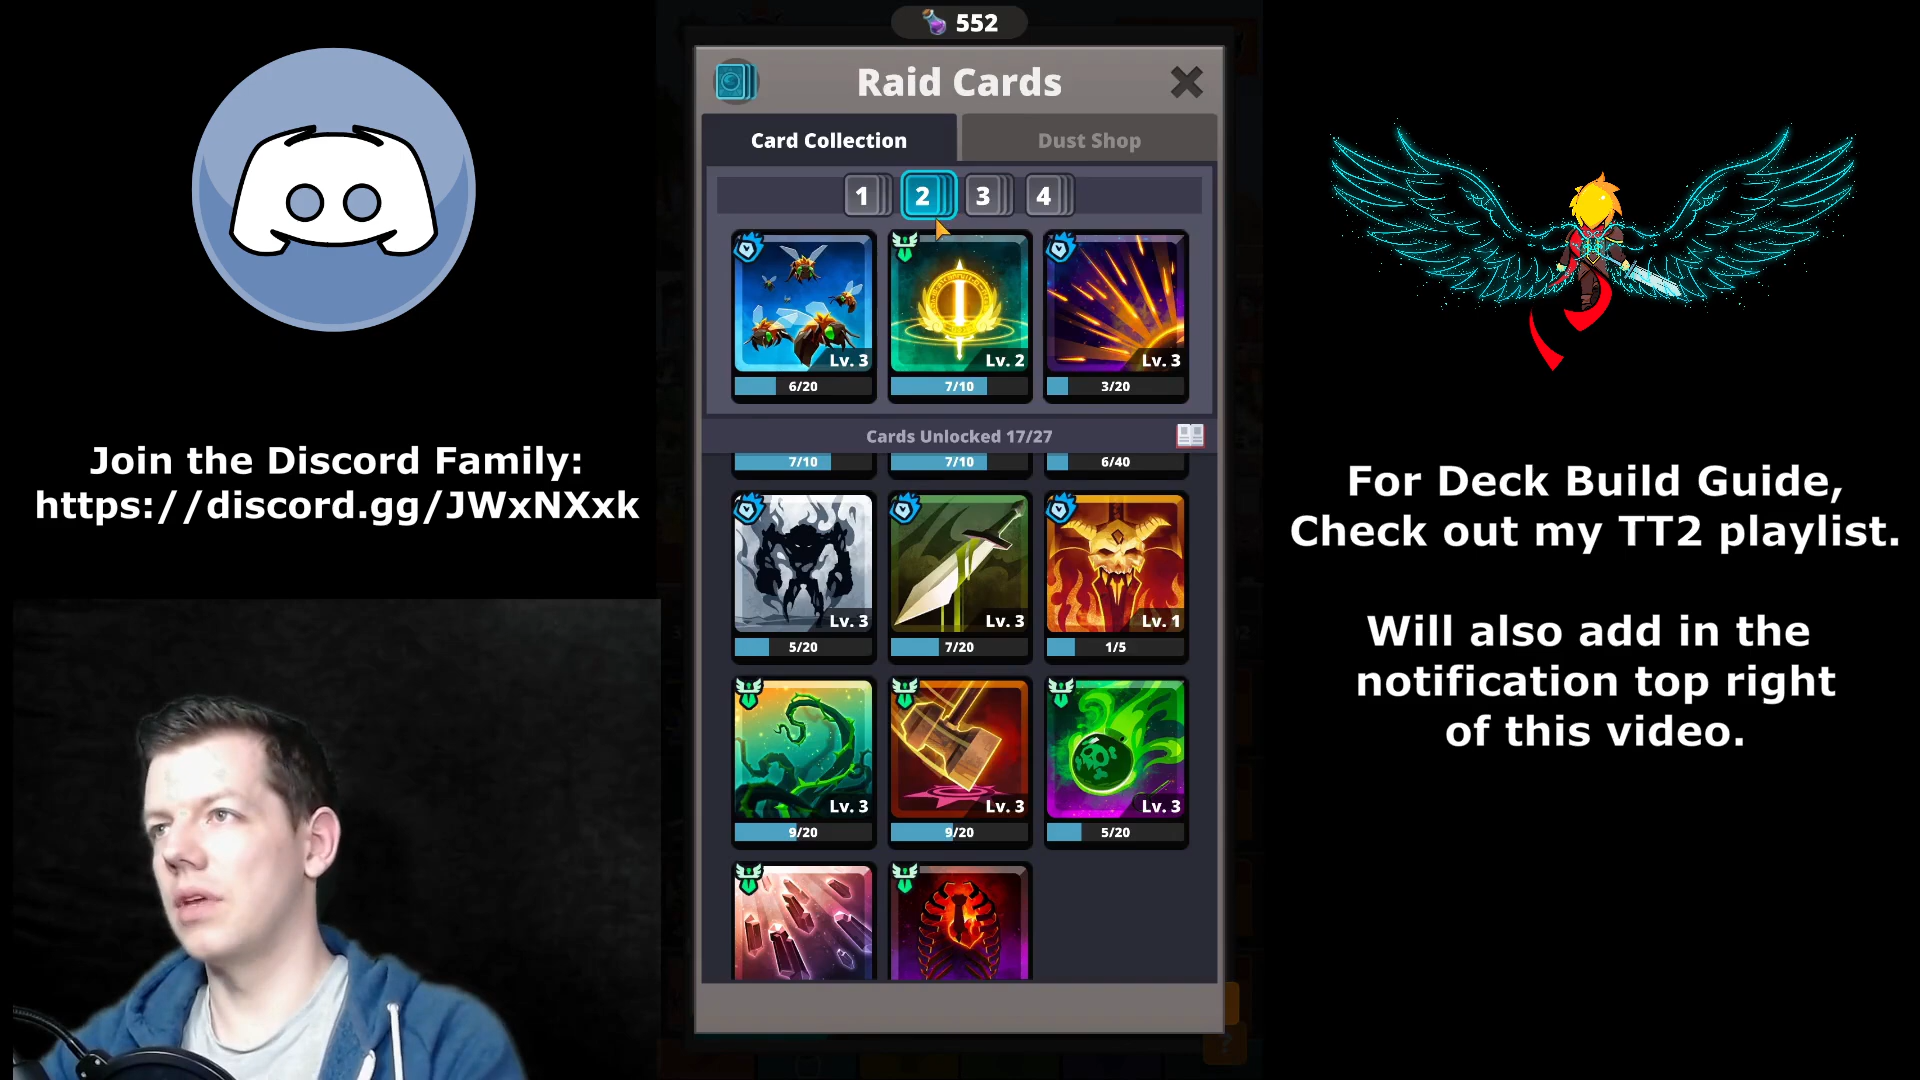 552
Raid Cards
Card Collection
Dust Shop
1 2 3 4
Lv. 3 Lv. 2 Lv. 3
6/20 7/10 3/20
Cards Unlocked 17/27
7/10 7/10 6/40
Lv. 3 Lv. 3 Lv. 1
5/20 7/20 1/5
Lv. 3 Lv. 3 Lv. 3
9/20 9/20 5/20
Join the Discord Family:
https://discord.gg/JWxNXxk
For Deck Build Guide,
Check out my TT2 playlist.
Will also add in the
notification top right
of this video.